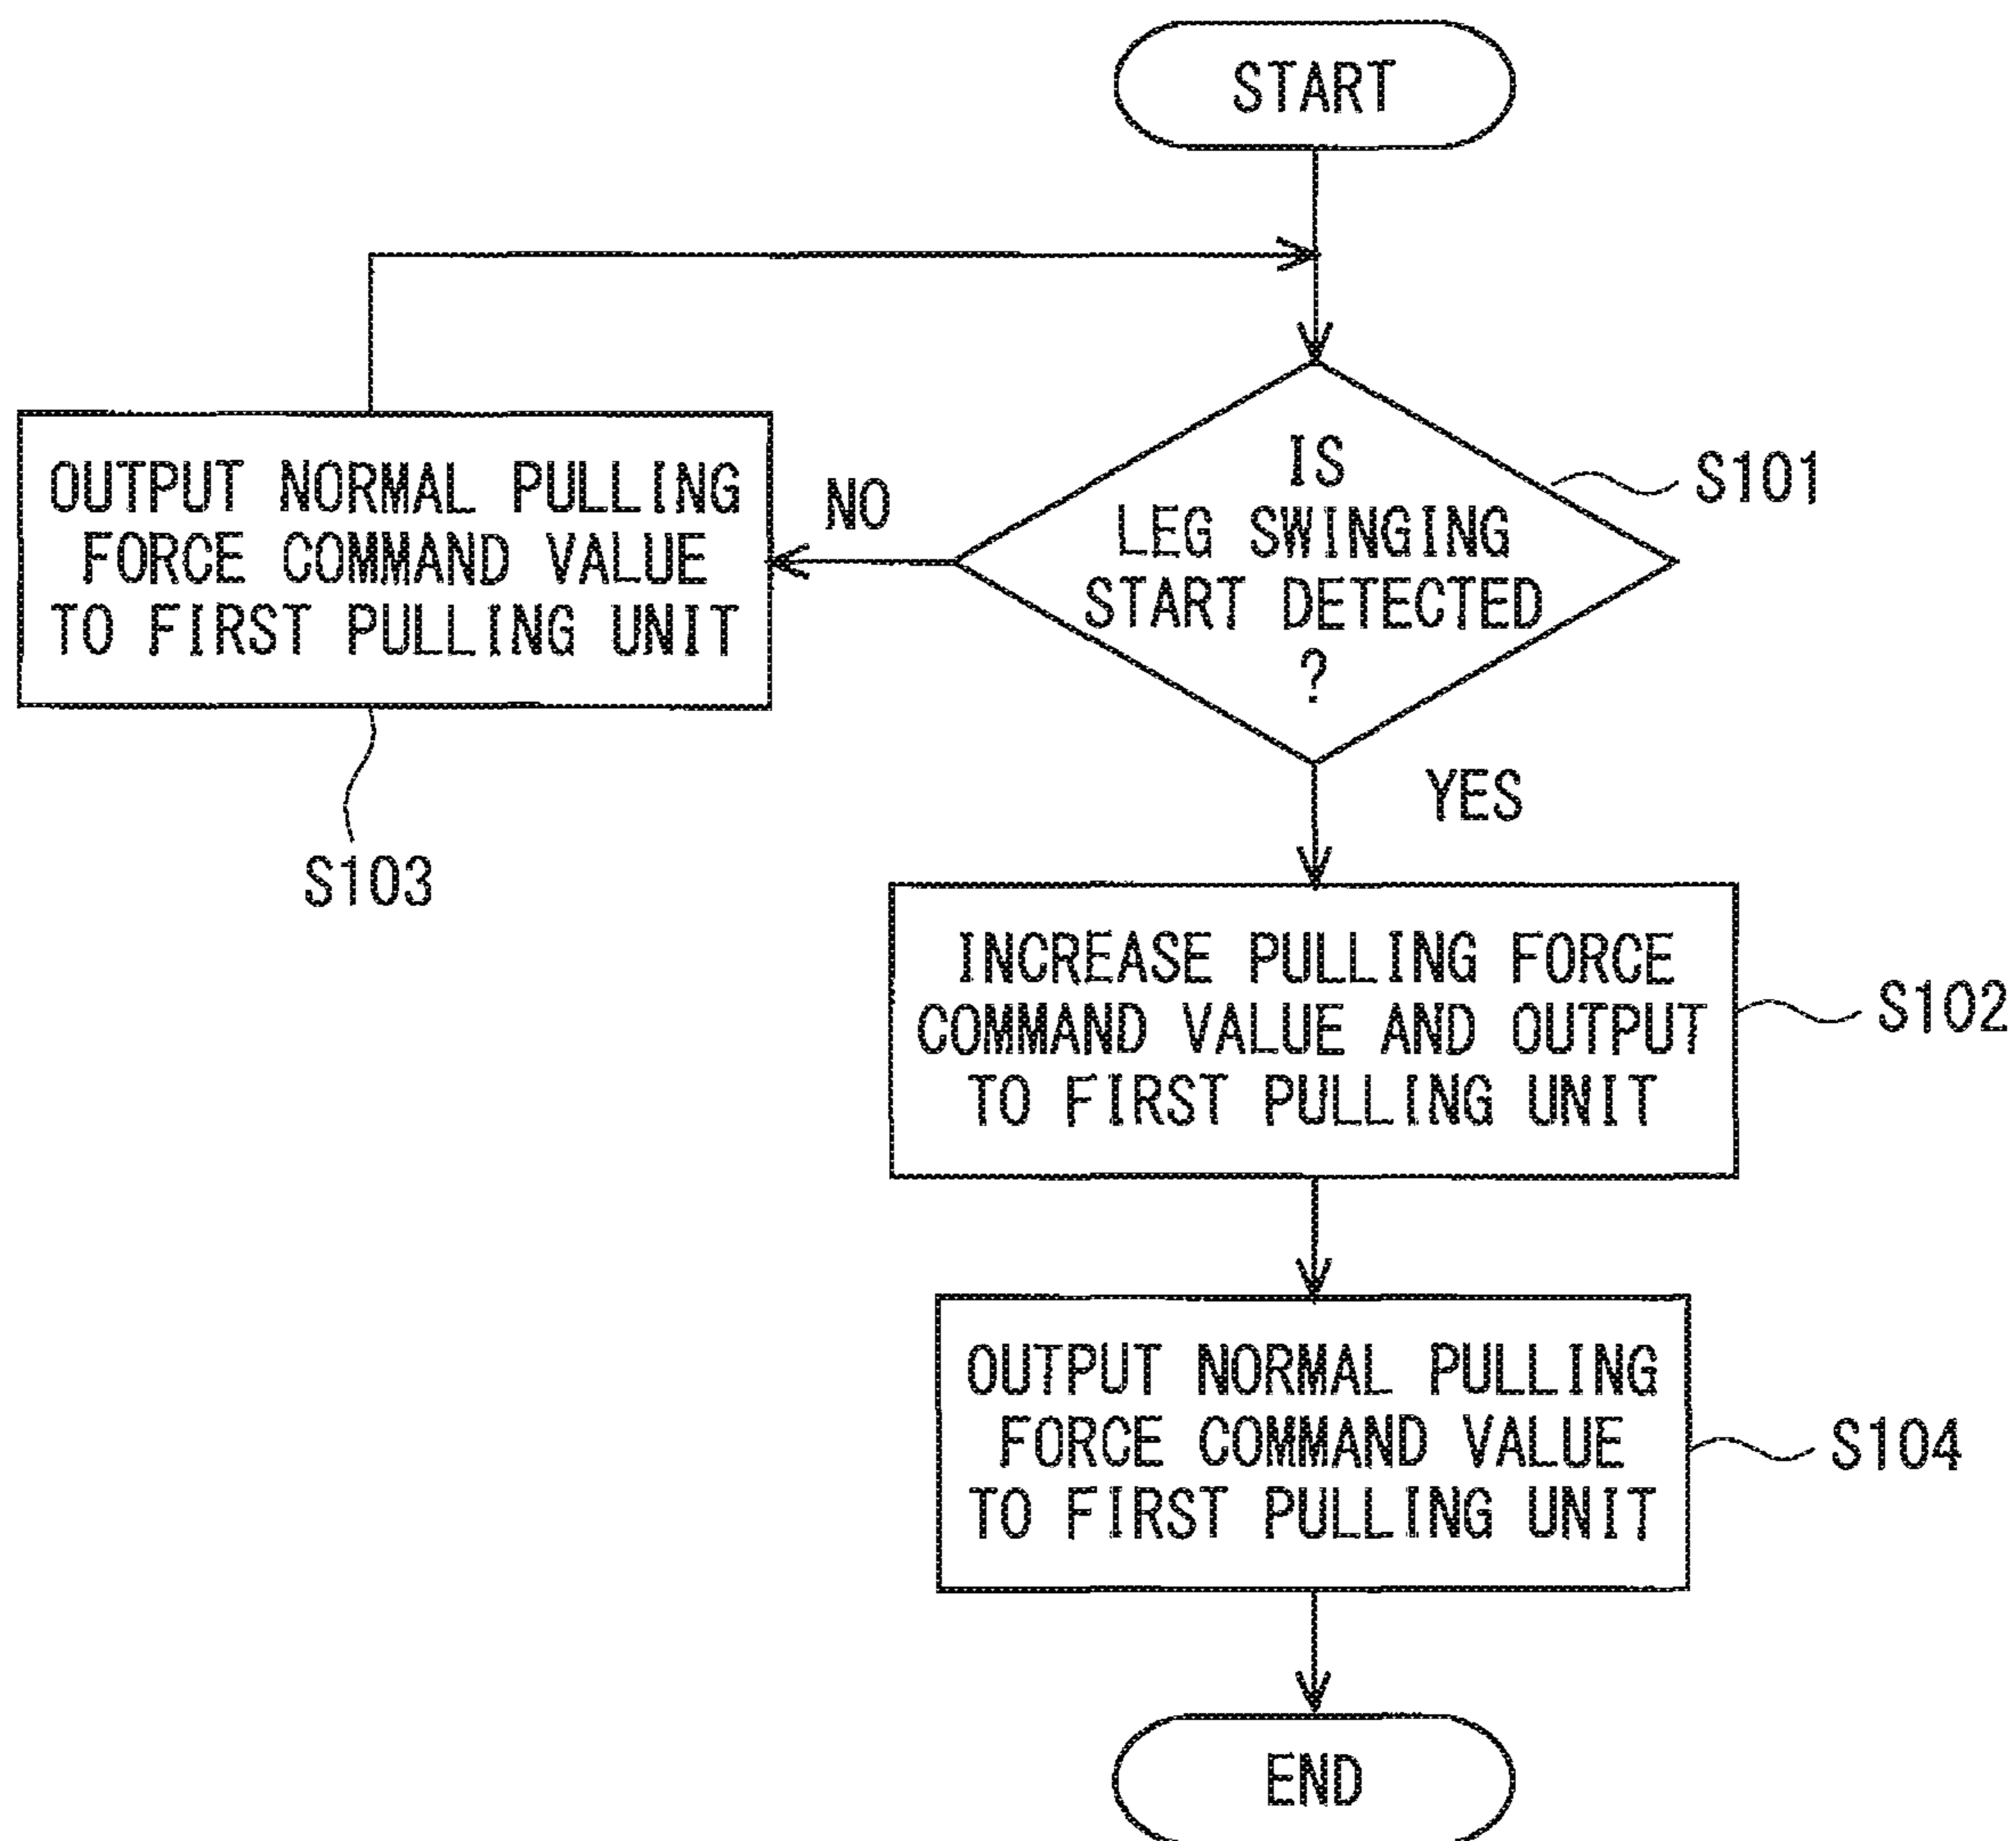 START
IS
LEG SWINGING
START DETECTED
?
S101
NO
OUTPUT NORMAL PULLING
FORCE COMMAND VALUE
TO FIRST PULLING UNIT
S103
YES
INCREASE PULLING FORCE
COMMAND VALUE AND OUTPUT
TO FIRST PULLING UNIT
S102
OUTPUT NORMAL PULLING
FORCE COMMAND VALUE
TO FIRST PULLING UNIT
S104
END